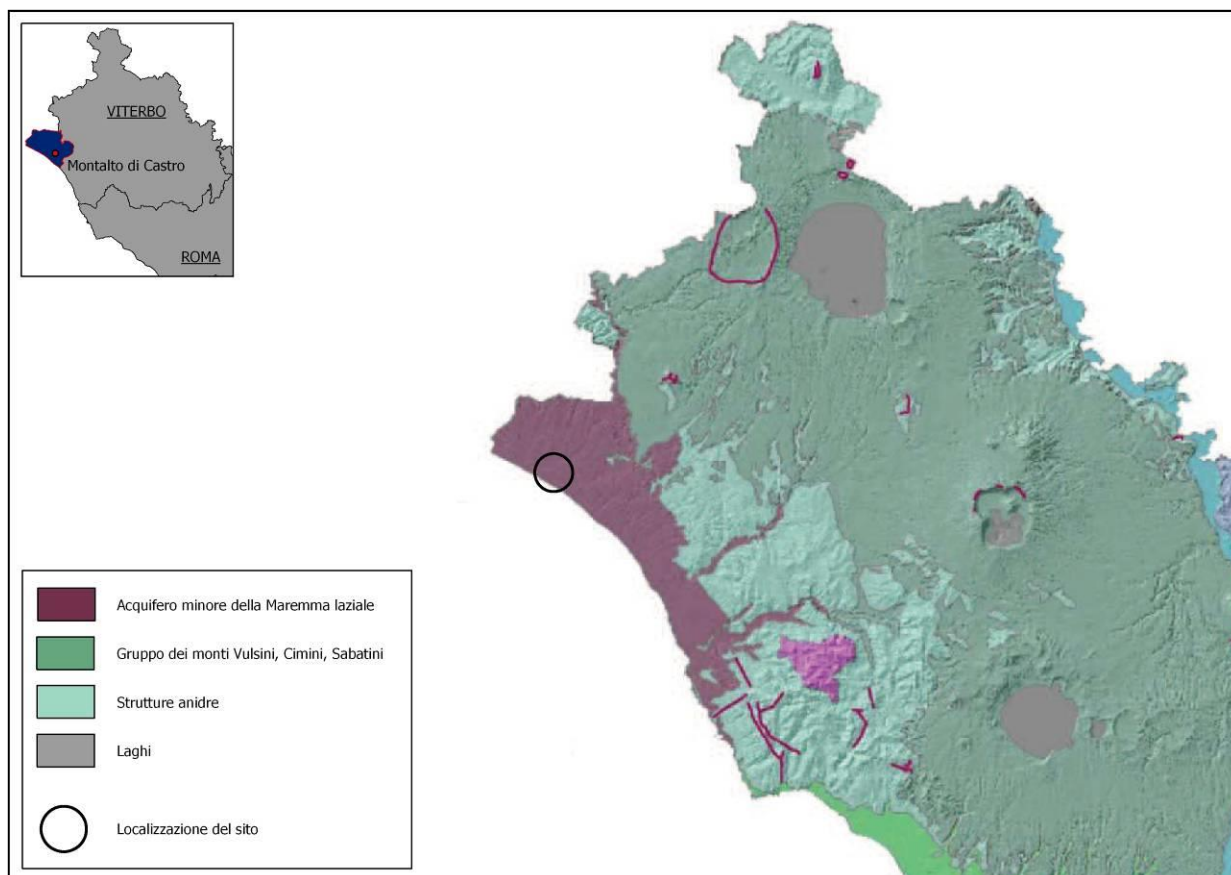 VITERBO
Montalto di Castro
ROMA
Acquifero minore della Maremma laziale
Gruppo dei monti Vulsini, Cimini, Sabatini
Strutture anidre
Laghi
Localizzazione del sito